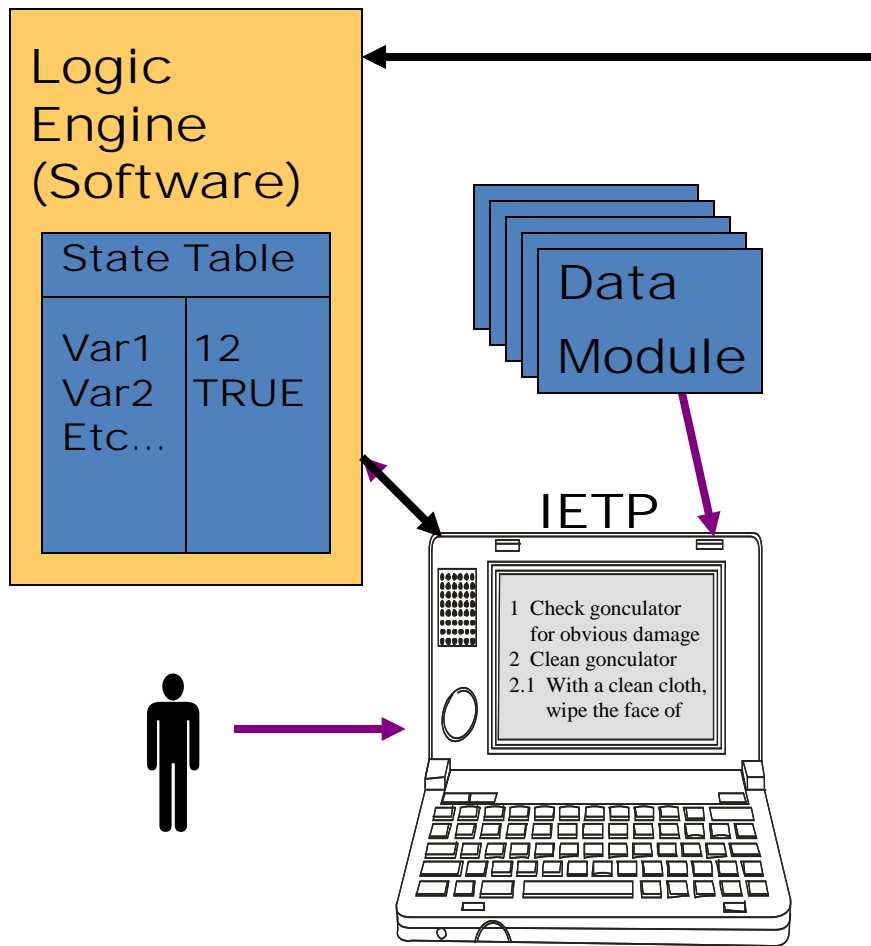 Logic
Engine
(Software)
State Table
Var1 12
Var2 TRUE
Etc...
Data
Module
IETP
1 Check gonculator
for obvious damage
2 Clean gonculator
2.1 With a clean cloth,
wipe the face of